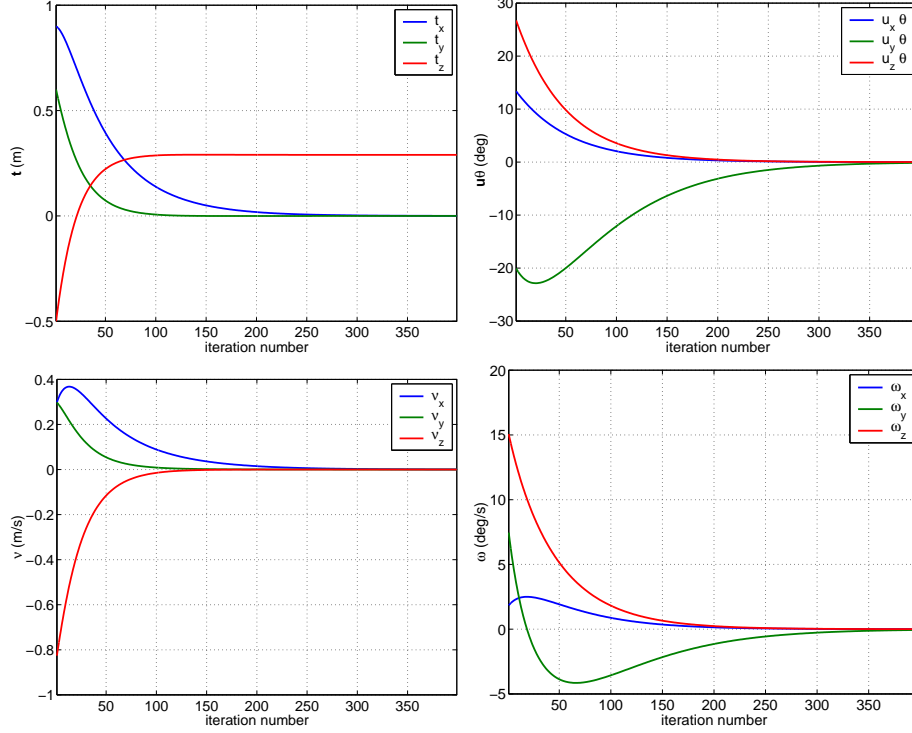 1
0.5
0
−0.5
t (m)
50 100 150 200 250 300 350
iteration number
t_x
t_y
t_z
30
20
10
0
−10
−20
−30
uθ (deg)
50 100 150 200 250 300 350
iteration number
u_x θ
u_y θ
u_z θ
0.4
0.2
0
−0.2
−0.4
−0.6
−0.8
−1
ν (m/s)
50 100 150 200 250 300 350
iteration number
ν_x
ν_y
ν_z
20
15
10
5
0
−5
ω (deg/s)
50 100 150 200 250 300 350
iteration number
ω_x
ω_y
ω_z